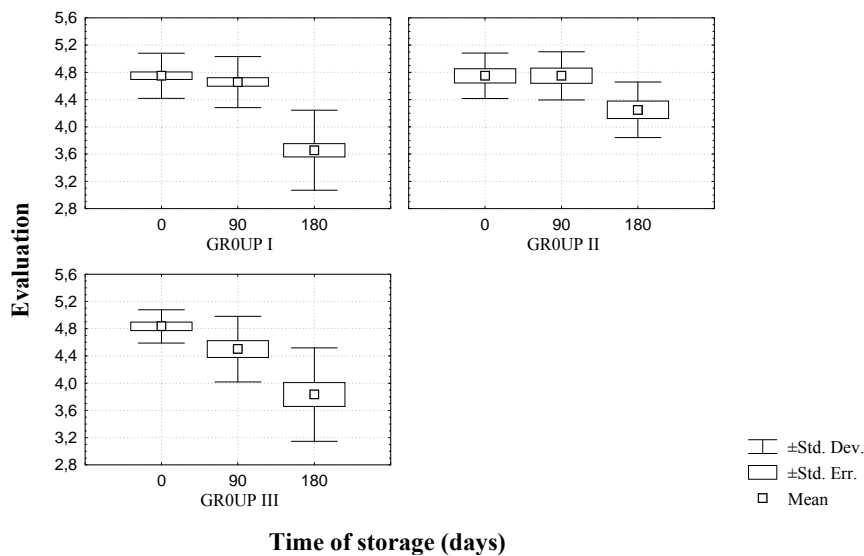 Evaluation
5,6
5,2
4,8
4,4
4,0
3,6
3,2
2,8
0 90 180
GR0UP I
0 90 180
GR0UP II
5,6
5,2
4,8
4,4
4,0
3,6
3,2
2,8
0 90 180
GR0UP III
±Std. Dev.
±Std. Err.
Mean
Time of storage (days)